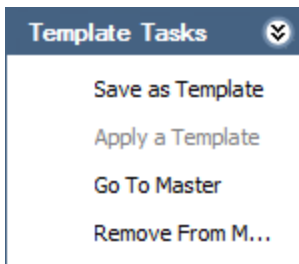 Template Tasks
Save as Template
Apply a Template
Go To Master
Remove From M...